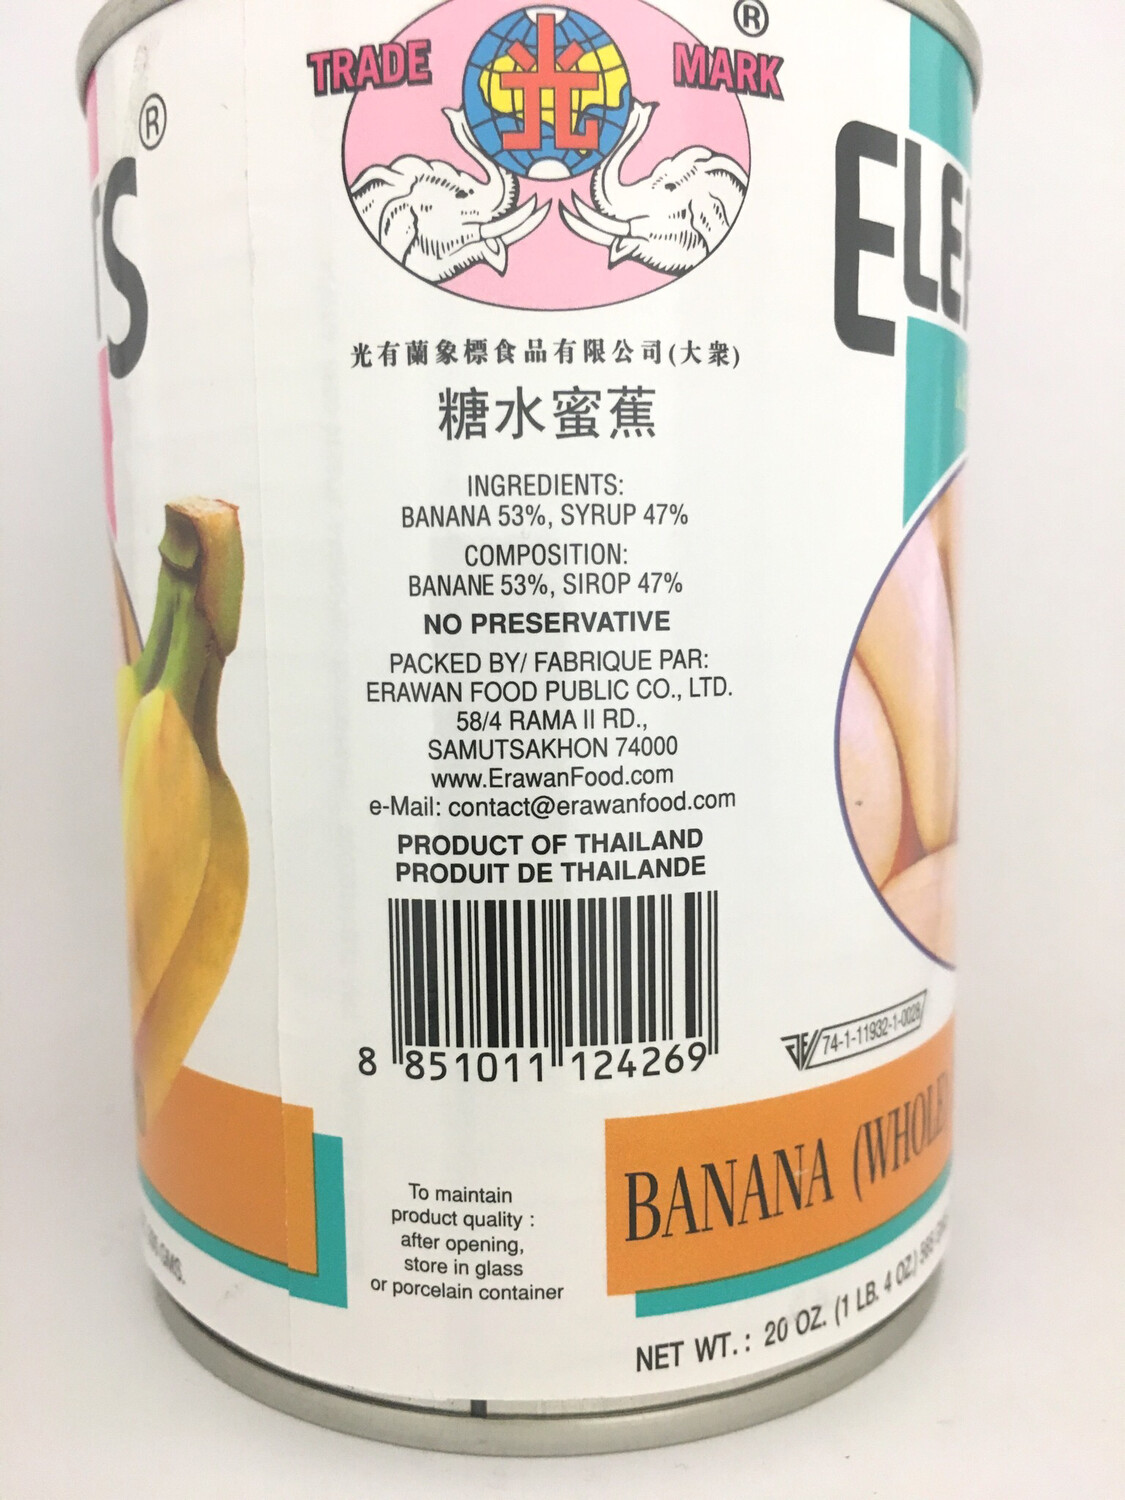 TRADE MARK ®
光
®
TS
ELE
光有蘭象標食品有限公司(大衆)
糖水蜜蕉
INGREDIENTS:
BANANA 53%, SYRUP 47%
COMPOSITION:
BANANE 53%, SIROP 47%
NO PRESERVATIVE
PACKED BY/ FABRIQUE PAR:
ERAWAN FOOD PUBLIC CO., LTD.
58/4 RAMA II RD.,
SAMUTSAKHON 74000
www.ErawanFood.com
e-Mail: contact@erawanfood.com
PRODUCT OF THAILAND
PRODUIT DE THAILANDE
8 851011 124269
74-1-11932-1-0028
BANANA (WHOLE
To maintain
product quality :
after opening,
store in glass
or porcelain container
GMS.
NET WT.: 20 OZ. (1 LB. 4 OZ.)